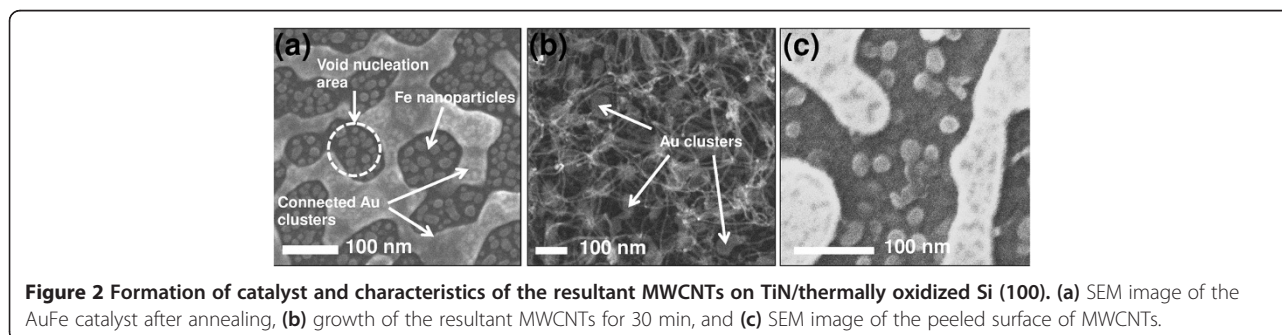 (a)
Void nucleation
area
Fe nanoparticles
Connected Au
clusters
100 nm
(b)
Au clusters
100 nm
(c)
100 nm
Figure 2 Formation of catalyst and characteristics of the resultant MWCNTs on TiN/thermally oxidized Si (100). (a) SEM image of the
AuFe catalyst after annealing, (b) growth of the resultant MWCNTs for 30 min, and (c) SEM image of the peeled surface of MWCNTs.